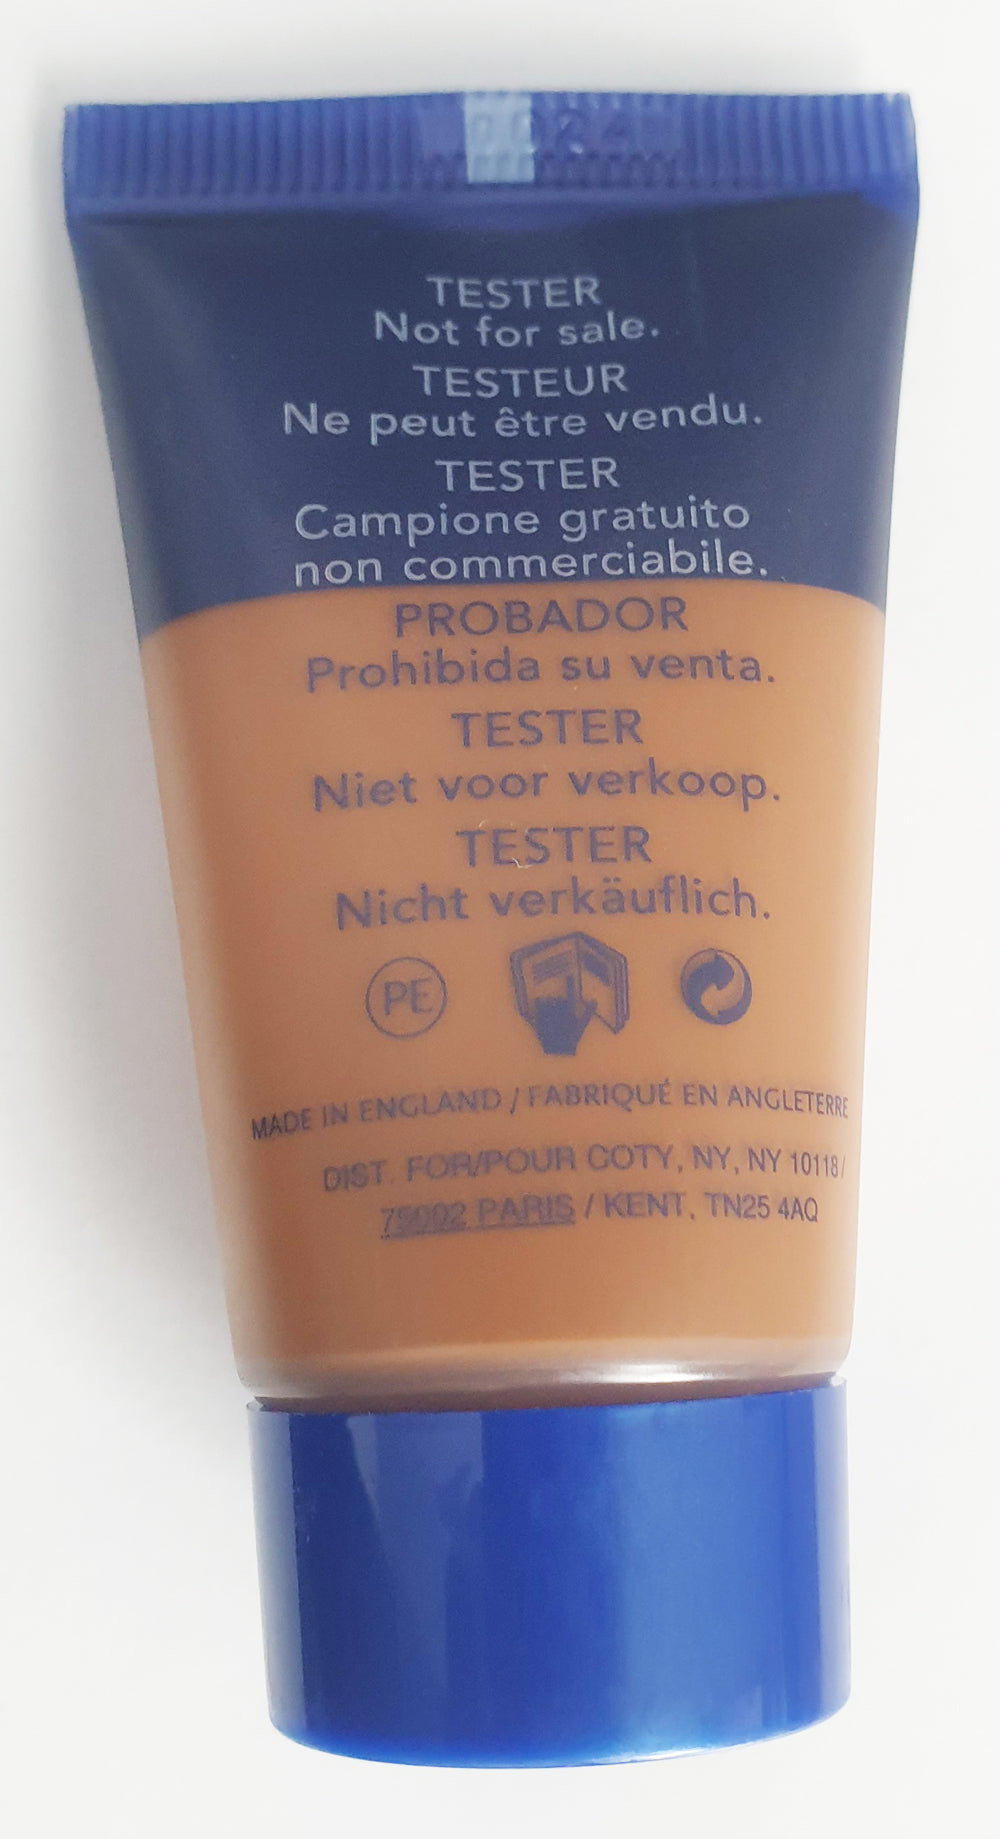 TESTER
Not for sale.
TESTEUR
Ne peut être vendu.
TESTER
Campione gratuito
non commerciabile.
PROBADOR
Prohibida su venta.
TESTER
Niet voor verkoop.
TESTER
Nicht verkäuflich.
PE
MADE IN ENGLAND / FABRIQUÉ EN ANGLETERRE
DIST. FOR/POUR COTY, NY, NY 10118/
75002 PARIS / KENT, TN25 4AQ